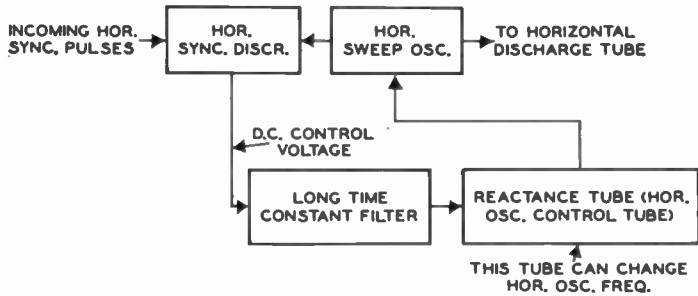 INCOMING HOR.
SYNC. PULSES
HOR.
SYNC. DISCR.
HOR.
SWEEP OSC.
TO HORIZONTAL
DISCHARGE TUBE
D.C. CONTROL
VOLTAGE
LONG TIME
CONSTANT FILTER
REACTANCE TUBE (HOR.
OSC. CONTROL TUBE)
THIS TUBE CAN CHANGE
HOR. OSC. FREQ.